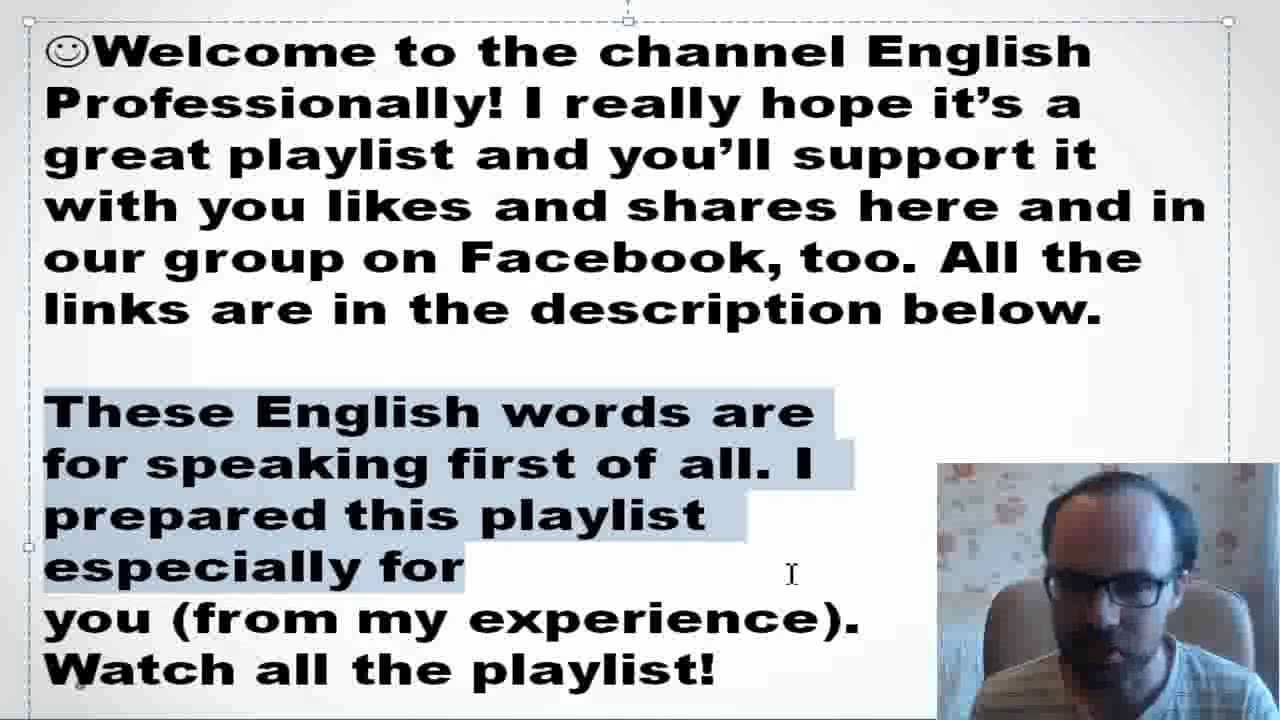 ☺Welcome to the channel English
Professionally! I really hope it’s a
great playlist and you’ll support it
with you likes and shares here and in
our group on Facebook, too. All the
links are in the description below.
These English words are
for speaking first of all. I
prepared this playlist
especially for
you (from my experience).
Watch all the playlist!